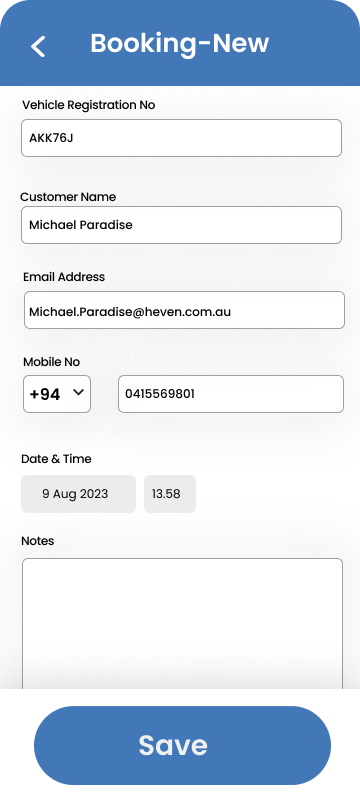 Booking-New
Vehicle Registration No
AKK76J
Customer Name
Michael Paradise
Email Address
Michael.Paradise@heven.com.au
Mobile No
+94 0415569801
Date & Time
9 Aug 2023 13.58
Notes
Save